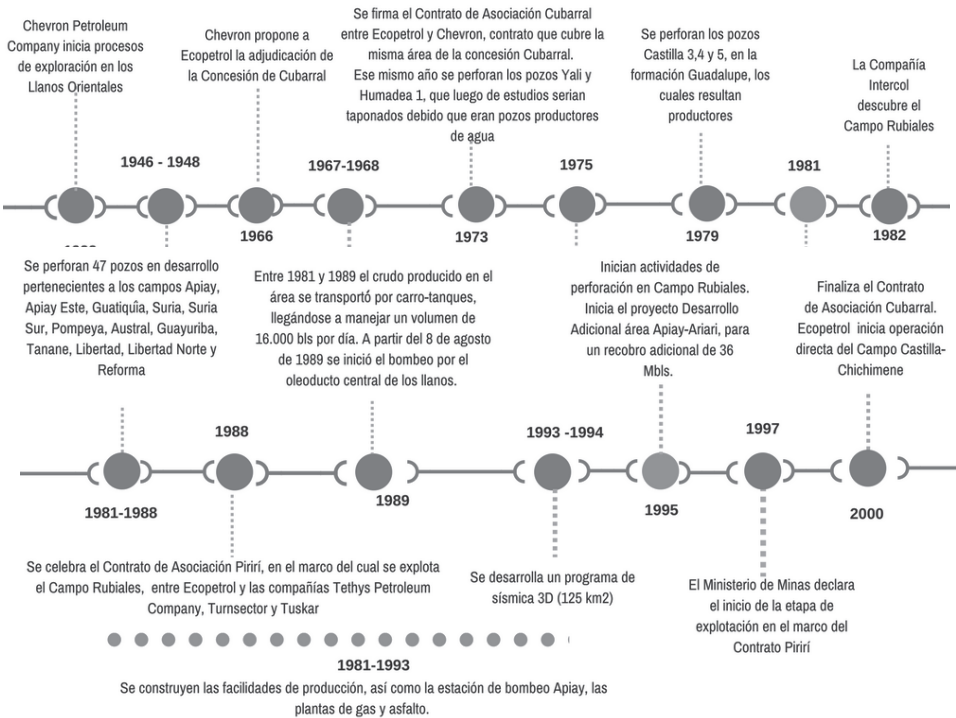 Chevron Petroleum
Company inicia procesos
de exploración en los
Llanos Orientales
1946 - 1948
Chevron propone a
Ecopetrol la adjudicación de
la Concesión de Cubarral
1966
1967-1968
Se firma el Contrato de Asociación Cubarral
entre Ecopetrol y Chevron, contrato que cubre la
misma área de la concesión Cubarral.
Ese mismo año se perforan los pozos Yali y
Humadea 1, que luego de estudios serian
taponados debido que eran pozos productores
de agua
1973
1975
Se perforan los pozos
Castilla 3,4 y 5, en la
formación Guadalupe, los
cuales resultan
productores
1979
1981
La Compañía
Intercol
descubre el
Campo Rubiales
1982
Se perforan 47 pozos en desarrollo
pertenecientes a los campos Apiay,
Apiay Este, Guatiquîa, Suria, Suria
Sur, Pompeya, Austral, Guayuriba,
Tanane, Libertad, Libertad Norte y
Reforma
1981-1988
1988
Entre 1981 y 1989 el crudo producido en el
área se transportó por carro-tanques,
llegándose a manejar un volumen de
16.000 bls por día. A partir del 8 de agosto
de 1989 se inició el bombeo por el
oleoducto central de los llanos.
1989
1993 -1994
Inician actividades de
perforación en Campo Rubiales.
Inicia el proyecto Desarrollo
Adicional área Apiay-Ariari, para
un recobro adicional de 36
Mbls.
1995
1997
Finaliza el Contrato
de Asociación Cubarral.
Ecopetrol inicia operación
directa del Campo Castilla-
Chichimene
2000
Se celebra el Contrato de Asociación Pirirí, en el marco del cual se explota
el Campo Rubiales, entre Ecopetrol y las compañías Tethys Petroleum
Company, Turnsector y Tuskar
Se desarrolla un programa de
sísmica 3D (125 km2)
El Ministerio de Minas declara
el inicio de la etapa de
explotación en el marco del
Contrato Pirirí
1981-1993
Se construyen las facilidades de producción, así como la estación de bombeo Apiay, las
plantas de gas y asfalto.